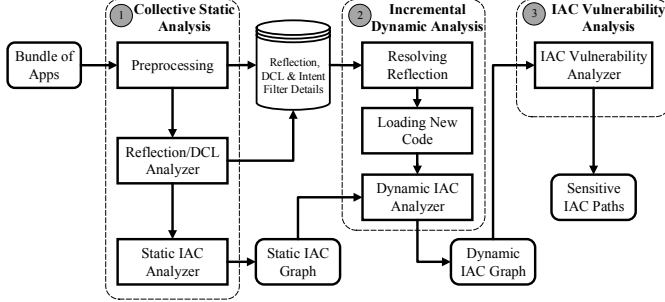 1 Collective Static
Analysis
2 Incremental
Dynamic Analysis
3 IAC Vulnerability
Analysis
Bundle of
Apps
Preprocessing
Reflection,
DCL & Intent
Filter Details
Resolving
Reflection
IAC Vulnerability
Analyzer
Reflection/DCL
Analyzer
Loading New
Code
Dynamic IAC
Analyzer
Sensitive
IAC Paths
Static IAC
Analyzer
Static IAC
Graph
Dynamic
IAC Graph